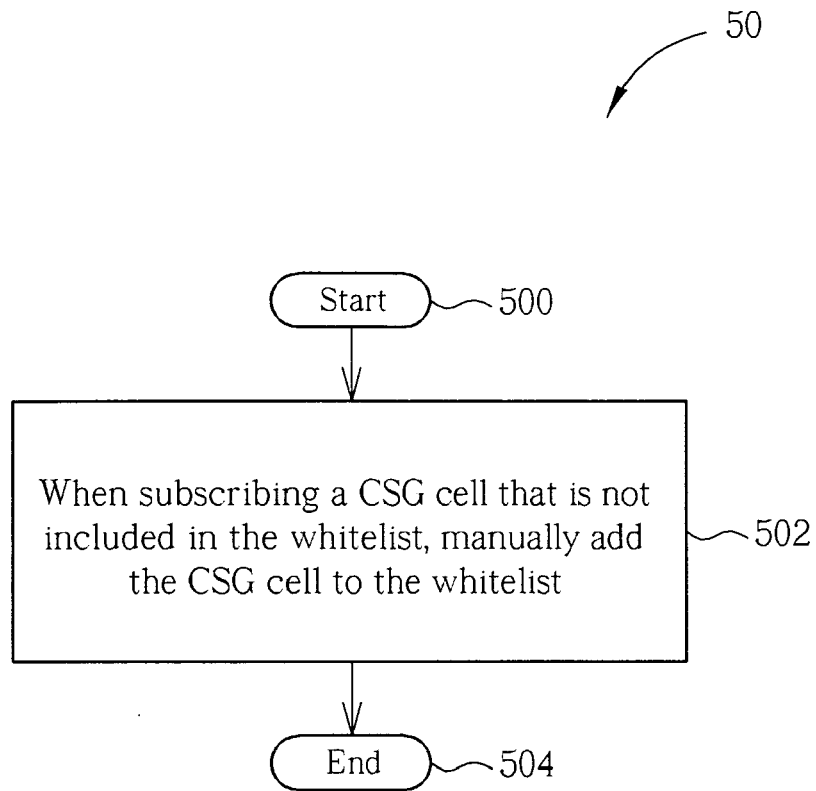 50
Start
500
When subscribing a CSG cell that is not
included in the whitelist, manually add
the CSG cell to the whitelist
502
End
504